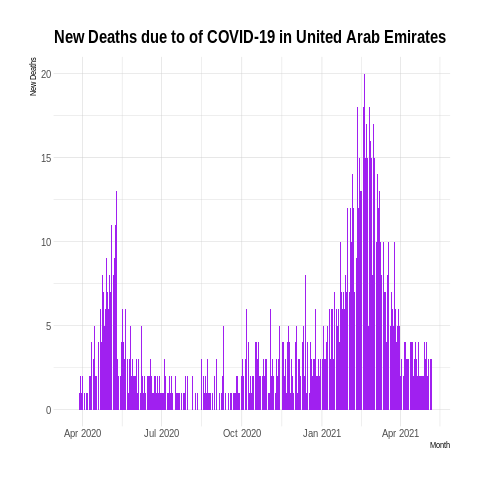 New Deaths due to of COVID-19 in United Arab Emirates
New Deaths
20
15
10
5
0
Apr 2020 Jul 2020 Oct 2020 Jan 2021 Apr 2021
Month